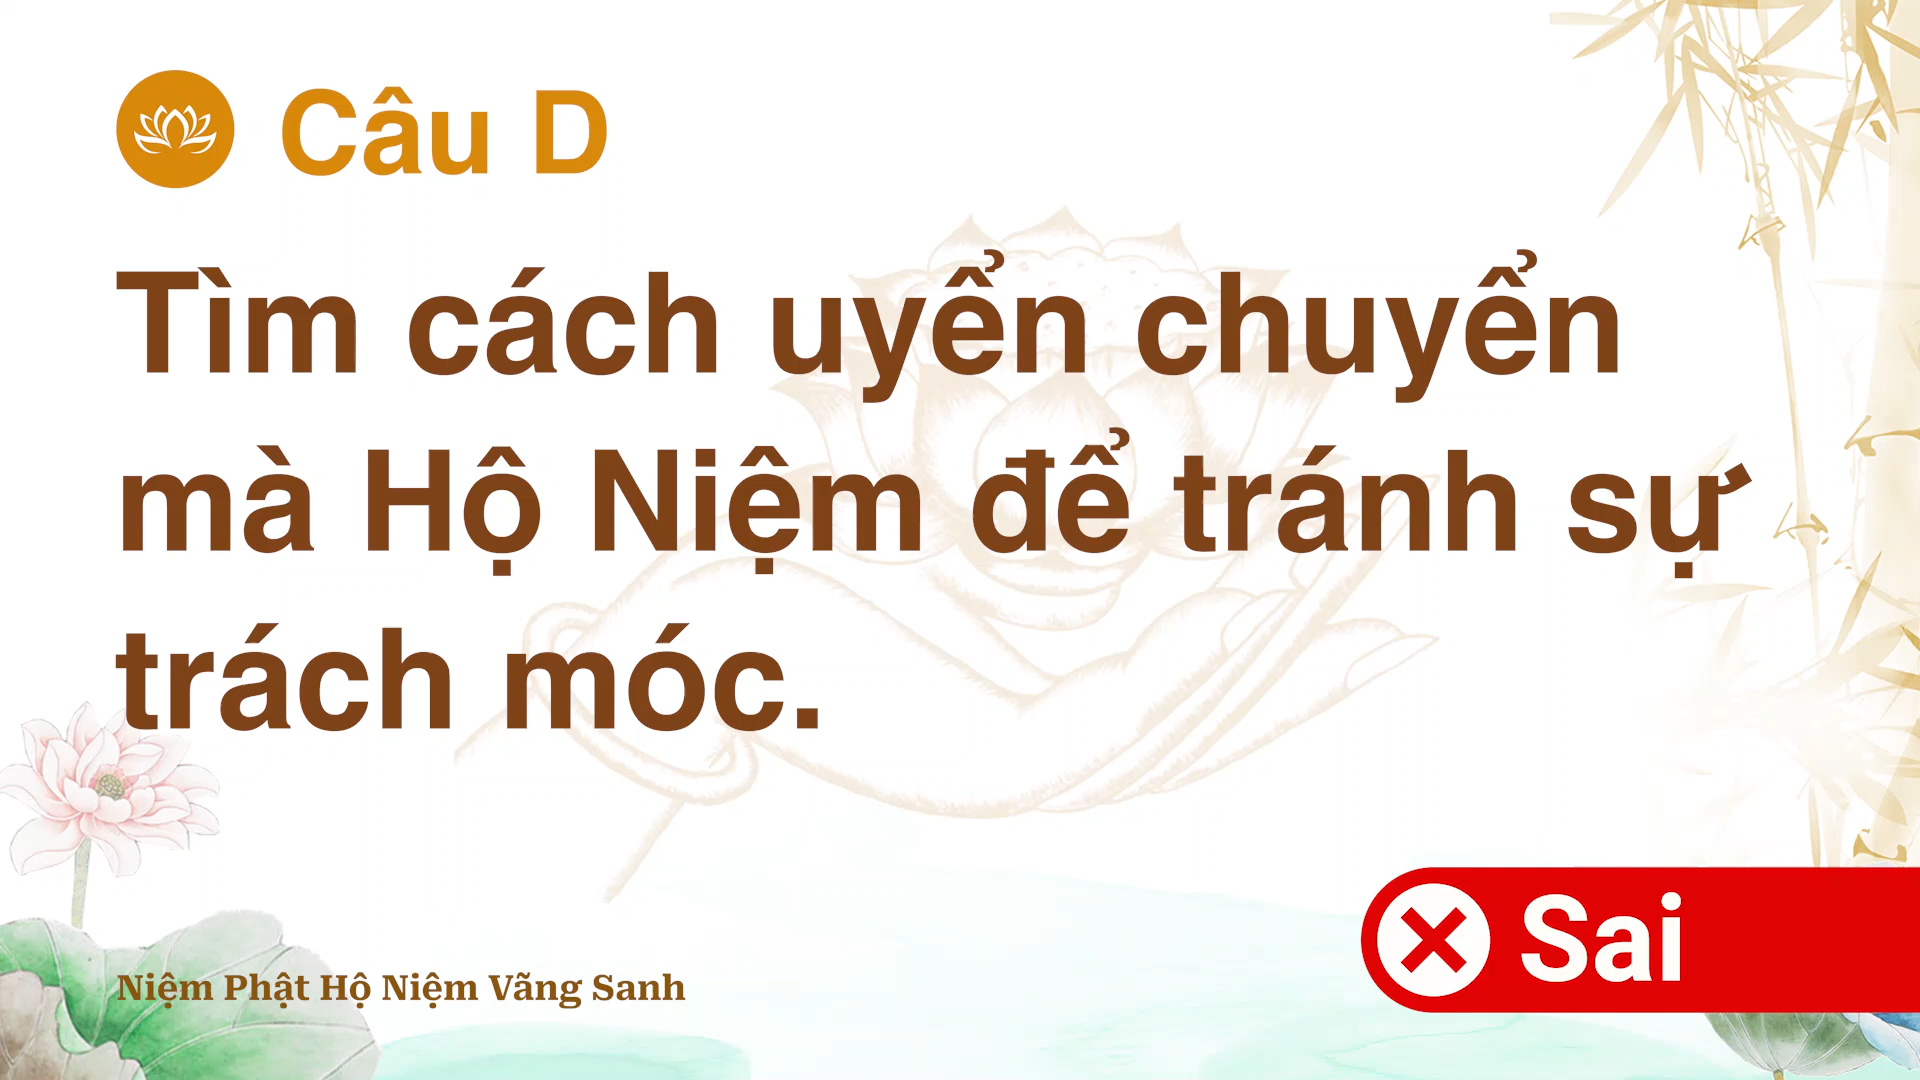 Câu D
Tìm cách uyển chuyển
mà Hộ Niệm để tránh sự
trách móc.
Sai
Niệm Phật Hộ Niệm Vãng Sanh